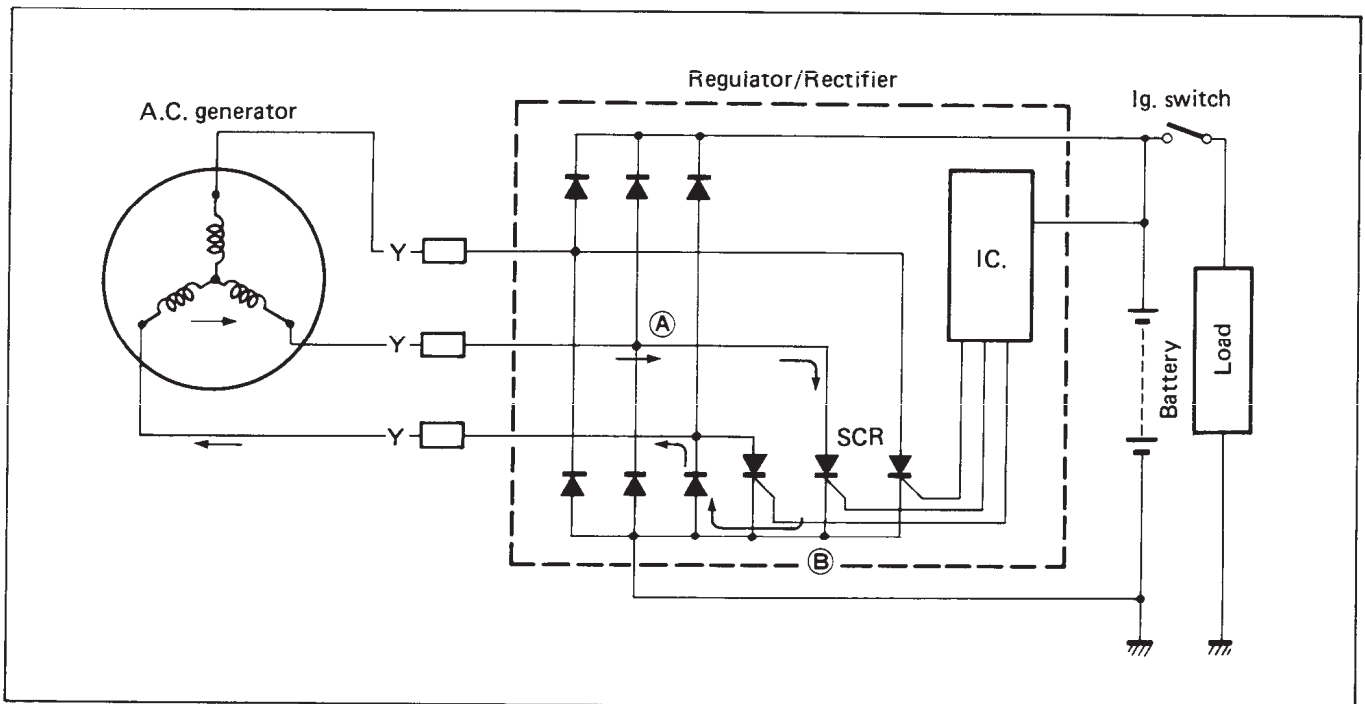 Regulator/Rectifier
Ig. switch
A.C. generator
Y
IC.
Y
A
Battery
Load
Y
SCR
B